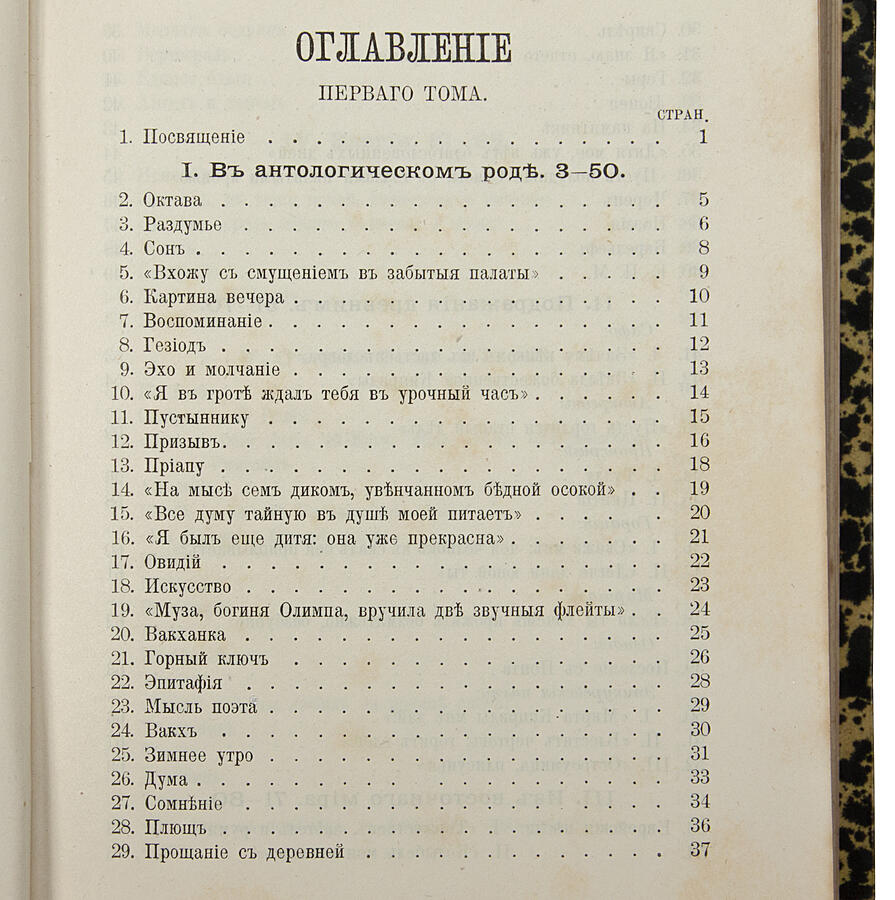 ОГЛАВЛЕНІЕ
ПЕРВАГО ТОМА.
СТРАН.
1. Посвященіе . . . . . . . . . . . . . . . . 1
I. Въ антологическомъ родѣ. 3—50.
2. Октава . . . . . . . . . . . . . . . . . . 5
3. Раздумье . . . . . . . . . . . . . . . . . 6
4. Сонъ . . . . . . . . . . . . . . . . . . . 8
5. «Вхожу съ смущеніемъ въ забытыя палаты» . . . . 9
6. Картина вечера . . . . . . . . . . . . . . . 10
7. Воспоминаніе . . . . . . . . . . . . . . . . 11
8. Гезіодъ . . . . . . . . . . . . . . . . . . 12
9. Эхо и молчаніе . . . . . . . . . . . . . . . 13
10. «Я въ гротѣ ждалъ тебя въ урочный часъ» . . . . . 14
11. Пустыннику . . . . . . . . . . . . . . . . 15
12. Призывъ. . . . . . . . . . . . . . . . . . 16
13. Пріапу . . . . . . . . . . . . . . . . . . 18
14. «На мысѣ семъ дикомъ, увѣнчанномъ бѣдной осокой» . . 19
15. «Все думу тайную въ душѣ моей питаетъ» . . . . . 20
16. «Я былъ еще дитя: она уже прекрасна» . . . . . . 21
17. Овидій . . . . . . . . . . . . . . . . . . 22
18. Искусство . . . . . . . . . . . . . . . . . 23
19. «Муза, богиня Олимпа, вручила двѣ звучныя флейты» . . 24
20. Вакханка . . . . . . . . . . . . . . . . . 25
21. Горный ключъ . . . . . . . . . . . . . . . 26
22. Эпитафія . . . . . . . . . . . . . . . . . 28
23. Мысль поэта . . . . . . . . . . . . . . . . 29
24. Вакхъ . . . . . . . . . . . . . . . . . . 30
25. Зимнее утро . . . . . . . . . . . . . . . . 31
26. Дума . . . . . . . . . . . . . . . . . . . 33
27. Сомнѣніе . . . . . . . . . . . . . . . . . 34
28. Плющъ . . . . . . . . . . . . . . . . . . 36
29. Прощаніе съ деревней . . . . . . . . . . . . . 37